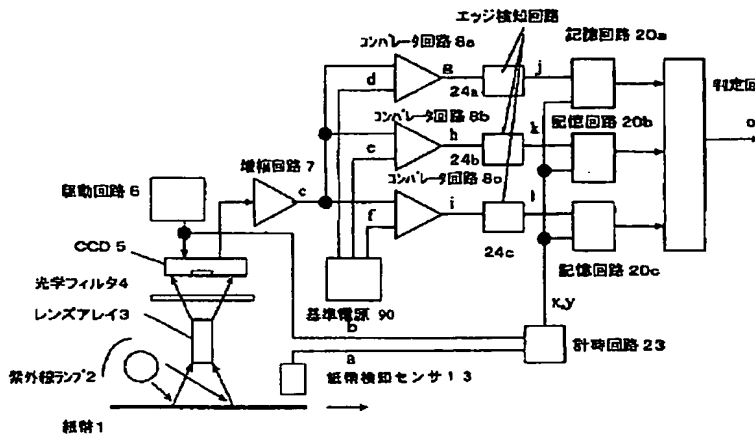 エッジ検知回路
コンパレータ回路 8a
記憶回路 20a
d
g
24a
j
判定回
コンパレータ回路 8b
o
記憶回路 20b
増幅回路 7
e
h
24b
k
駆動回路 6
c
コンパレータ回路 8c
f
i
l
CCD 5
24c
光学フィルタ4
記憶回路 20c
レンズアレイ3
基準電源 90
x,y
b
計時回路 23
紫外線ランプ2
a
紙幣検知センサ13
紙幣1